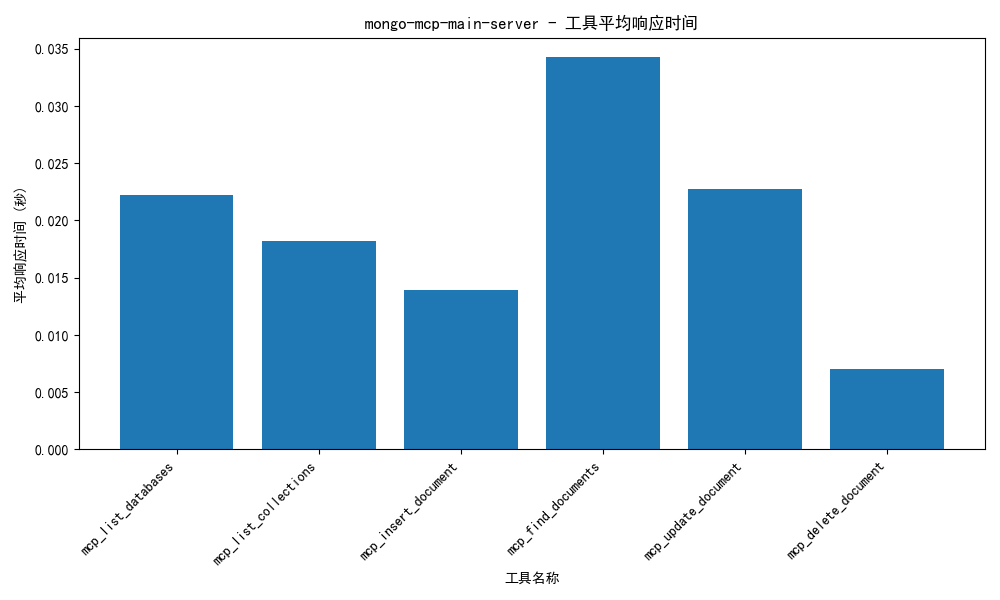 mongo-mcp-main-server - 工具平均响应时间
平均响应时间 (秒)
0.035
0.030
0.025
0.020
0.015
0.010
0.005
0.000
mcp_list_databases
mcp_list_collections
mcp_insert_document
mcp_find_documents
mcp_update_document
mcp_delete_document
工具名称